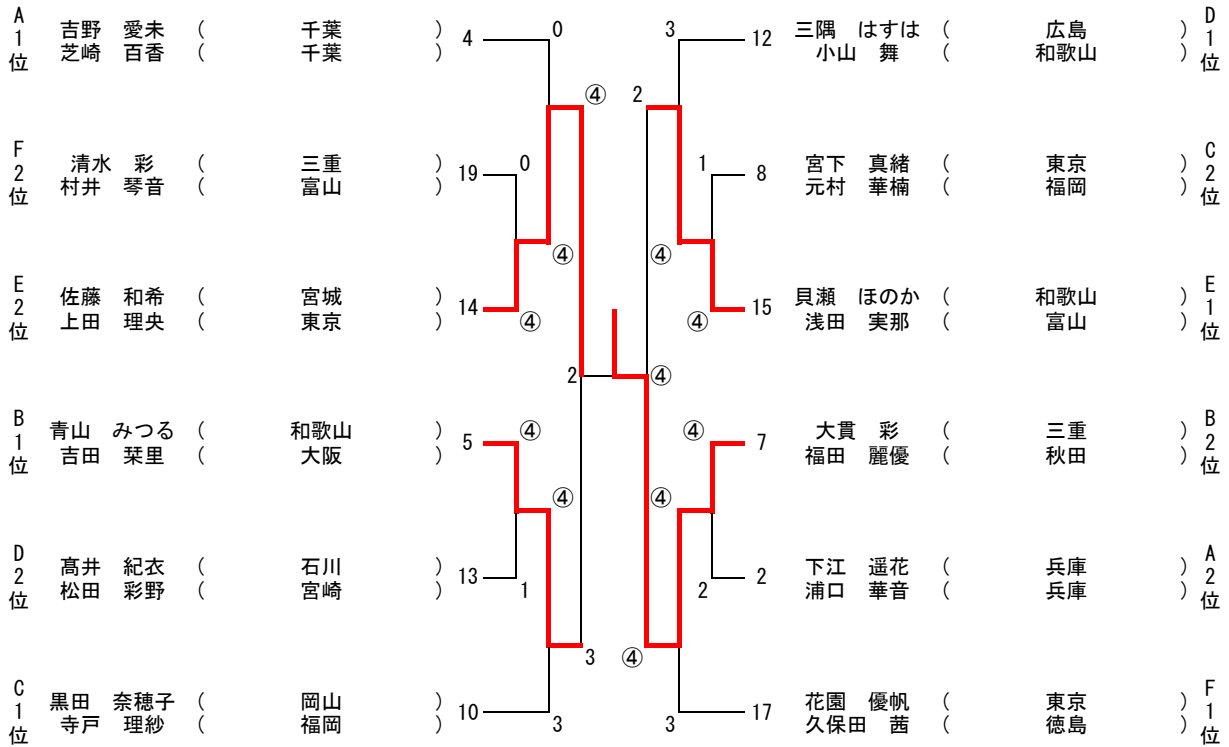 A 1 位 吉野 愛未 ( 千葉 ) 4 0
芝崎 百香 ( 千葉 )
3 12 三隅 はすは ( 広島 ) D 1 位
小山 舞 ( 和歌山 )
④ 2
F 2 位 清水 彩 ( 三重 ) 19 0
村井 琴音 ( 富山 )
1 8 宮下 真緒 ( 東京 ) C 2 位
元村 華楠 ( 福岡 )
④ ④
E 2 位 佐藤 和希 ( 宮城 ) 14 ④
上田 理央 ( 東京 )
④ 15 貝瀬 ほのか ( 和歌山 ) E 1 位
浅田 実那 ( 富山 )
2 ④
B 1 位 青山 みつる ( 和歌山 ) 5 ④
吉田 栞里 ( 大阪 )
④ 7 大貫 彩 ( 三重 ) B 2 位
福田 麗優 ( 秋田 )
④ ④
D 2 位 髙井 紀衣 ( 石川 ) 13 1
松田 彩野 ( 宮崎 )
2 2 下江 遥花 ( 兵庫 ) A 2 位
浦口 華音 ( 兵庫 )
3 ④
C 1 位 黒田 奈穂子 ( 岡山 ) 10 3
寺戸 理紗 ( 福岡 )
3 17 花園 優帆 ( 東京 ) F 1 位
久保田 茜 ( 徳島 )